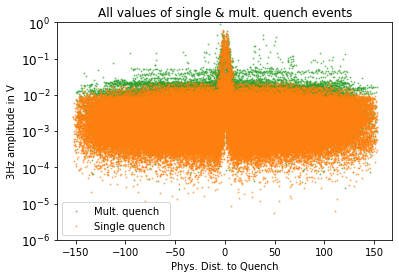 All values of single & mult. quench events
3Hz amplitude in V
10⁰
10⁻¹
10⁻²
10⁻³
10⁻⁴
10⁻⁵
10⁻⁶
Mult. quench
Single quench
−150 −100 −50 0 50 100 150
Phys. Dist. to Quench